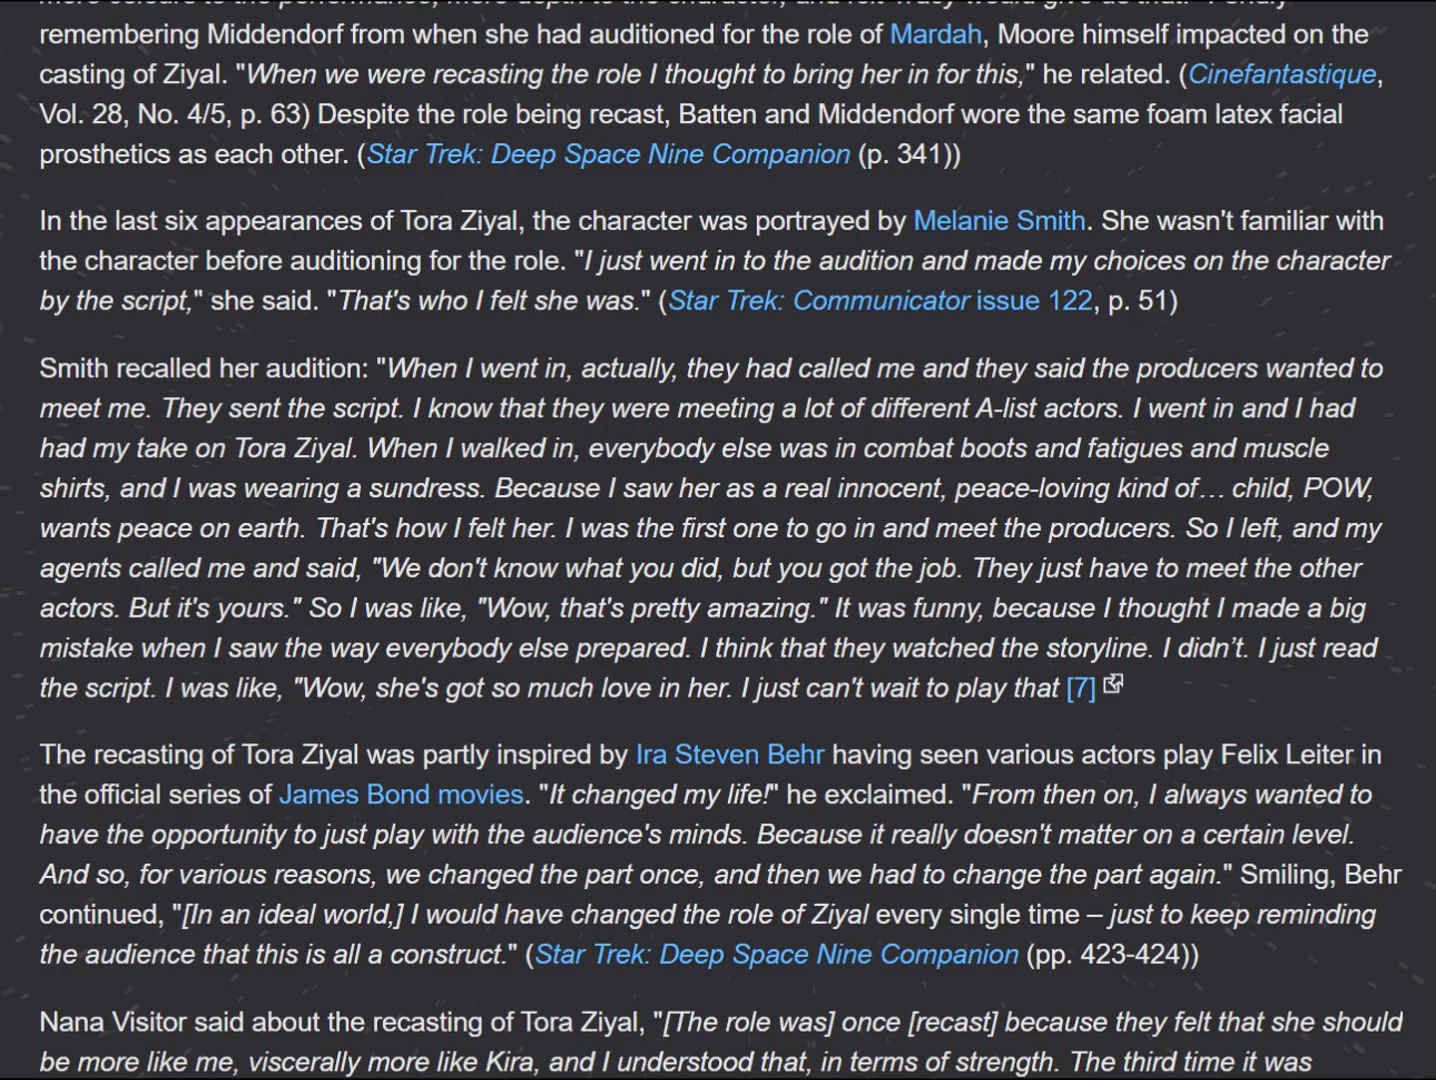 more colours to the performance, more depth to the character, and felt Tracy would give us that." Fondly
remembering Middendorf from when she had auditioned for the role of Mardah, Moore himself impacted on the
casting of Ziyal. "When we were recasting the role I thought to bring her in for this," he related. (Cinefantastique,
Vol. 28, No. 4/5, p. 63) Despite the role being recast, Batten and Middendorf wore the same foam latex facial
prosthetics as each other. (Star Trek: Deep Space Nine Companion (p. 341))
In the last six appearances of Tora Ziyal, the character was portrayed by Melanie Smith. She wasn't familiar with
the character before auditioning for the role. "I just went in to the audition and made my choices on the character
by the script," she said. "That's who I felt she was." (Star Trek: Communicator issue 122, p. 51)
Smith recalled her audition: "When I went in, actually, they had called me and they said the producers wanted to
meet me. They sent the script. I know that they were meeting a lot of different A-list actors. I went in and I had
had my take on Tora Ziyal. When I walked in, everybody else was in combat boots and fatigues and muscle
shirts, and I was wearing a sundress. Because I saw her as a real innocent, peace-loving kind of… child, POW,
wants peace on earth. That's how I felt her. I was the first one to go in and meet the producers. So I left, and my
agents called me and said, "We don't know what you did, but you got the job. They just have to meet the other
actors. But it's yours." So I was like, "Wow, that's pretty amazing." It was funny, because I thought I made a big
mistake when I saw the way everybody else prepared. I think that they watched the storyline. I didn’t. I just read
the script. I was like, "Wow, she's got so much love in her. I just can't wait to play that [7]
The recasting of Tora Ziyal was partly inspired by Ira Steven Behr having seen various actors play Felix Leiter in
the official series of James Bond movies. "It changed my life!" he exclaimed. "From then on, I always wanted to
have the opportunity to just play with the audience's minds. Because it really doesn't matter on a certain level.
And so, for various reasons, we changed the part once, and then we had to change the part again." Smiling, Behr
continued, "[In an ideal world,] I would have changed the role of Ziyal every single time – just to keep reminding
the audience that this is all a construct." (Star Trek: Deep Space Nine Companion (pp. 423-424))
Nana Visitor said about the recasting of Tora Ziyal, "[The role was] once [recast] because they felt that she should
be more like me, viscerally more like Kira, and I understood that, in terms of strength. The third time it was